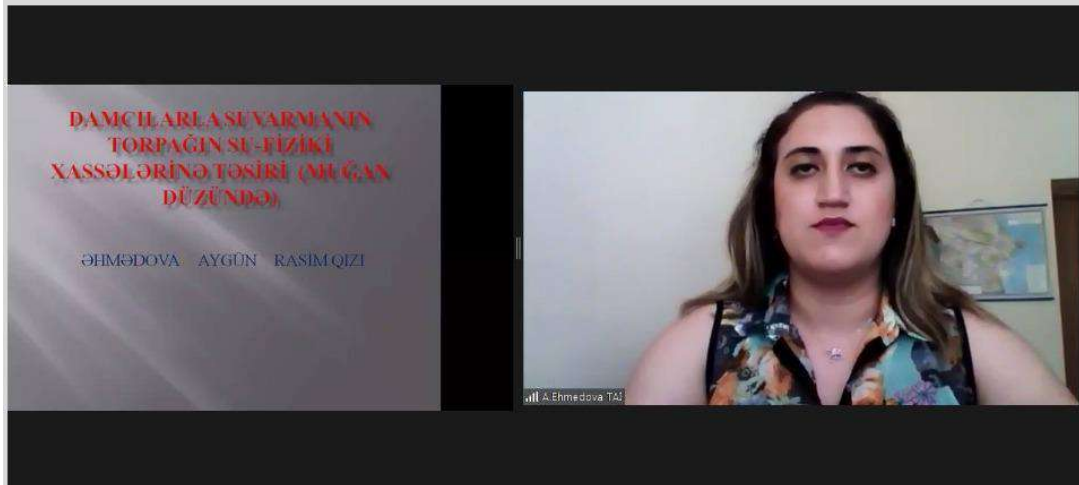 DAMCILARLA SUVARMANIN
TORPAĞIN SU-FİZİKİ
XASSƏLƏRİNƏ TƏSİRİ (MUĞAN
DÜZÜNDƏ).
ƏHMƏDOVA AYGÜN RASİM QIZI
A.Ehmedova TAI